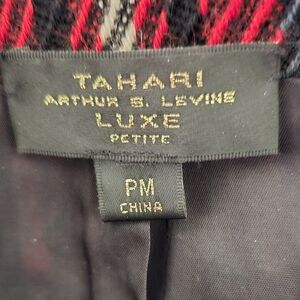 TAHARI
ARTHUR S. LEVINE
LUXE
PETITE
PM
CHINA